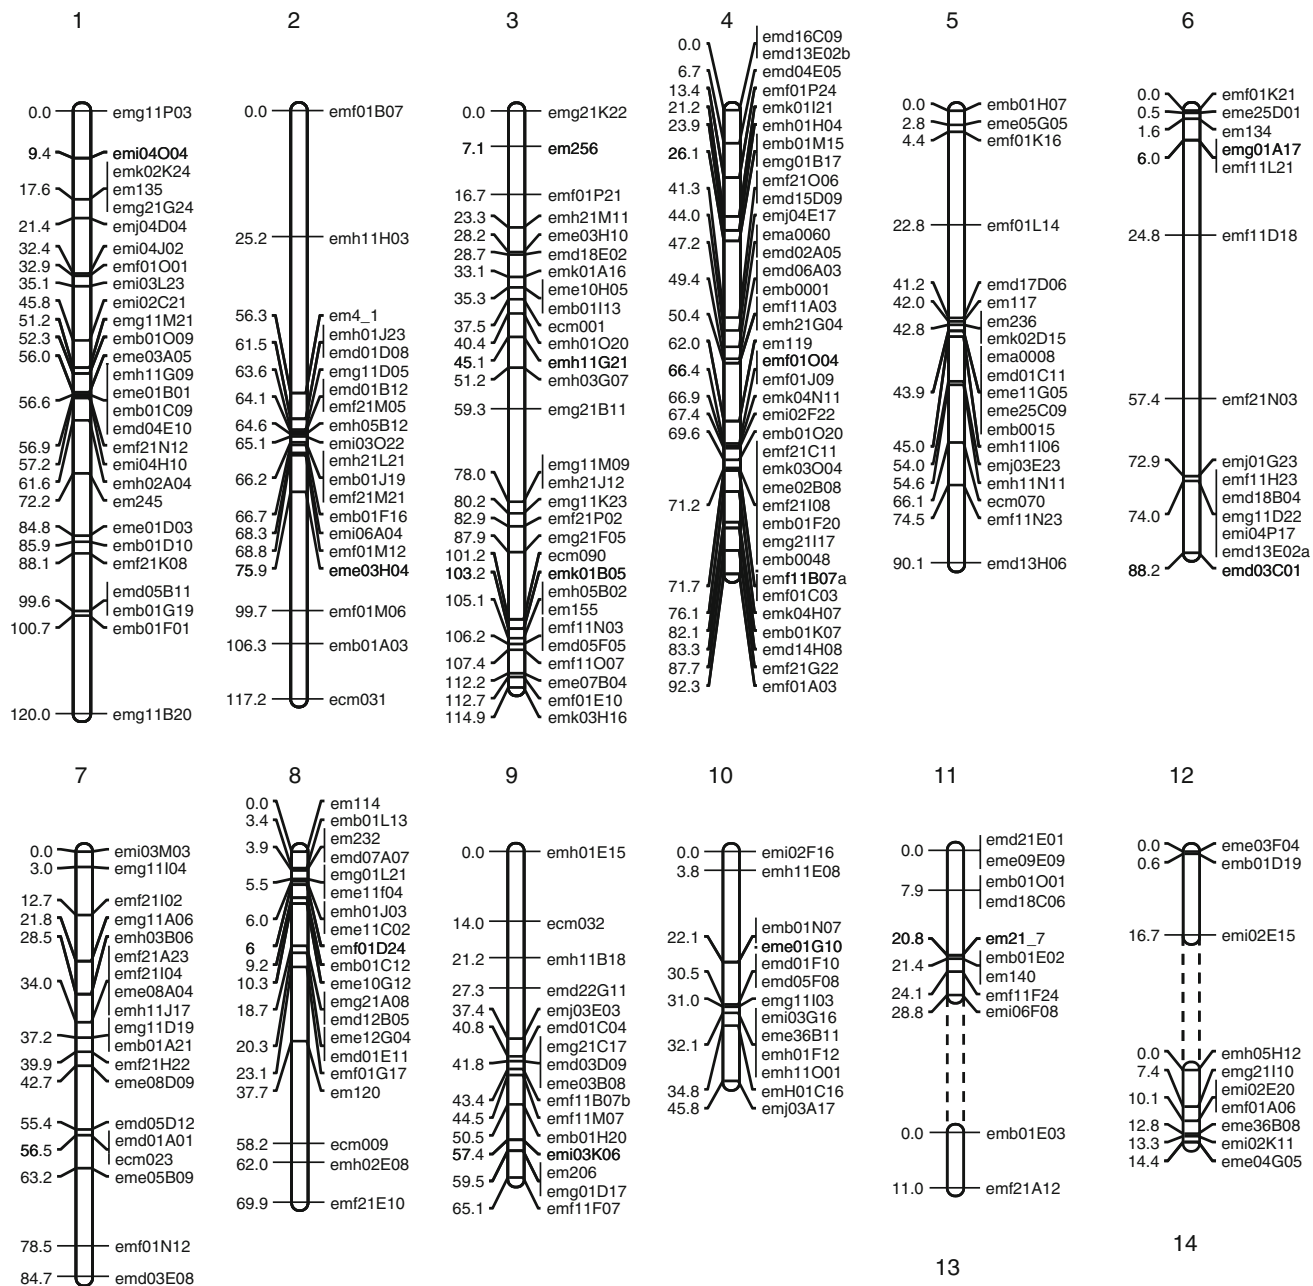 1
0.0 emg11P03
9.4 emi04O04
emk02K24
17.6 em135
emg21G24
21.4 emj04D04
32.4 emi04J02
32.9 emf01O01
35.1 emi03L23
45.8 emi02C21
51.2 emg11M21
52.3 emb01O09
56.0 eme03A05
emh11G09
56.6 eme01B01
emb01C09
emd04E10
56.9 emf21N12
57.2 emi04H10
61.6 emh02A04
72.2 em245
84.8 eme01D03
85.9 emb01D10
88.1 emf21K08
emd05B11
99.6 emb01G19
100.7 emb01F01
120.0 emg11B20
2
0.0 emf01B07
25.2 emh11H03
56.3 em4_1
61.5 emh01J23
emd01D08
63.6 emg11D05
64.1 emd01B12
emf21M05
64.6 emh05B12
65.1 emi03O22
emh21L21
66.2 emb01J19
emf21M21
66.7 emb01F16
68.3 emi06A04
68.8 emf01M12
75.9 eme03H04
99.7 emf01M06
106.3 emb01A03
117.2 ecm031
3
0.0 emg21K22
7.1 em256
16.7 emf01P21
23.3 emh21M11
28.2 eme03H10
28.7 emd18E02
33.1 emk01A16
35.3 eme10H05
emb01I13
37.5 ecm001
40.4 emh01O20
45.1 emh11G21
51.2 emh03G07
59.3 emg21B11
emg11M09
78.0 emh21J12
80.2 emg11K23
82.9 emf21P02
87.9 emg21F05
101.2 ecm090
103.2 emk01B05
105.1 emh05B02
em155
106.2 emf11N03
emd05F05
107.4 emf11O07
112.2 eme07B04
112.7 emf01E10
114.9 emk03H16
4
0.0 emd16C09
emd13E02b
6.7 emd04E05
13.4 emf01P24
21.2 emk01I21
23.9 emh01H04
26.1 emb01M15
emg01B17
41.3 emf21O06
emd15D09
44.0 emj04E17
47.2 ema0060
emd02A05
49.4 emd06A03
emb0001
50.4 emf11A03
emh21G04
62.0 em119
66.4 emf01O04
emf01J09
66.9 emk04N11
67.4 emi02F22
69.6 emb01O20
emf21C11
emk03O04
eme02B08
71.2 emf21I08
emb01F20
emg21I17
emb0048
71.7 emf11B07a
emf01C03
76.1 emk04H07
82.1 emb01K07
83.3 emd14H08
87.7 emf21G22
92.3 emf01A03
5
0.0 emb01H07
2.8 eme05G05
4.4 emf01K16
22.8 emf01L14
41.2 emd17D06
42.0 em117
42.8 em236
emk02D15
ema0008
emd01C11
43.9 eme11G05
eme25C09
emb0015
45.0 emh11I06
54.0 emj03E23
54.6 emh11N11
66.1 ecm070
74.5 emf11N23
90.1 emd13H06
6
0.0 emf01K21
0.5 eme25D01
1.6 em134
6.0 emg01A17
emf11L21
24.8 emf11D18
57.4 emf21N03
72.9 emj01G23
emf11H23
emd18B04
74.0 emg11D22
emi04P17
emd13E02a
88.2 emd03C01
7
0.0 emi03M03
3.0 emg11I04
12.7 emf21I02
21.8 emg11A06
28.5 emh03B06
emf21A23
emf21I04
34.0 eme08A04
emh11J17
emg11D19
37.2 emb01A21
39.9 emf21H22
42.7 eme08D09
55.4 emd05D12
56.5 emd01A01
ecm023
63.2 eme05B09
78.5 emf01N12
84.7 emd03E08
8
0.0 em114
3.4 emb01L13
3.9 em232
emd07A07
5.5 emg01L21
eme11f04
6.0 emh01J03
eme11C02
6 emf01D24
9.2 emb01C12
10.3 eme10G12
18.7 emg21A08
emd12B05
20.3 eme12G04
emd01E11
23.1 emf01G17
37.7 em120
58.2 ecm009
62.0 emh02E08
69.9 emf21E10
9
0.0 emh01E15
14.0 ecm032
21.2 emh11B18
27.3 emd22G11
37.4 emj03E03
40.8 emd01C04
emg21C17
41.8 emd03D09
eme03B08
43.4 emf11B07b
44.5 emf11M07
50.5 emb01H20
57.4 emi03K06
59.5 em206
emg01D17
65.1 emf11F07
10
0.0 emi02F16
3.8 emh11E08
22.1 emb01N07
eme01G10
30.5 emd01F10
emd05F08
31.0 emg11I03
emi03G16
32.1 eme36B11
emh01F12
emh11O01
34.8 emH01C16
45.8 emj03A17
11
0.0 emd21E01
eme09E09
7.9 emb01O01
emd18C06
20.8 em21_7
21.4 emb01E02
em140
24.1 emf11F24
28.8 emi06F08
0.0 emb01E03
11.0 emf21A12
13
12
0.0 eme03F04
0.6 emb01D19
16.7 emi02E15
0.0 emh05H12
7.4 emg21I10
10.1 emi02E20
emf01A06
12.8 eme36B08
13.3 emi02K11
14.4 eme04G05
14